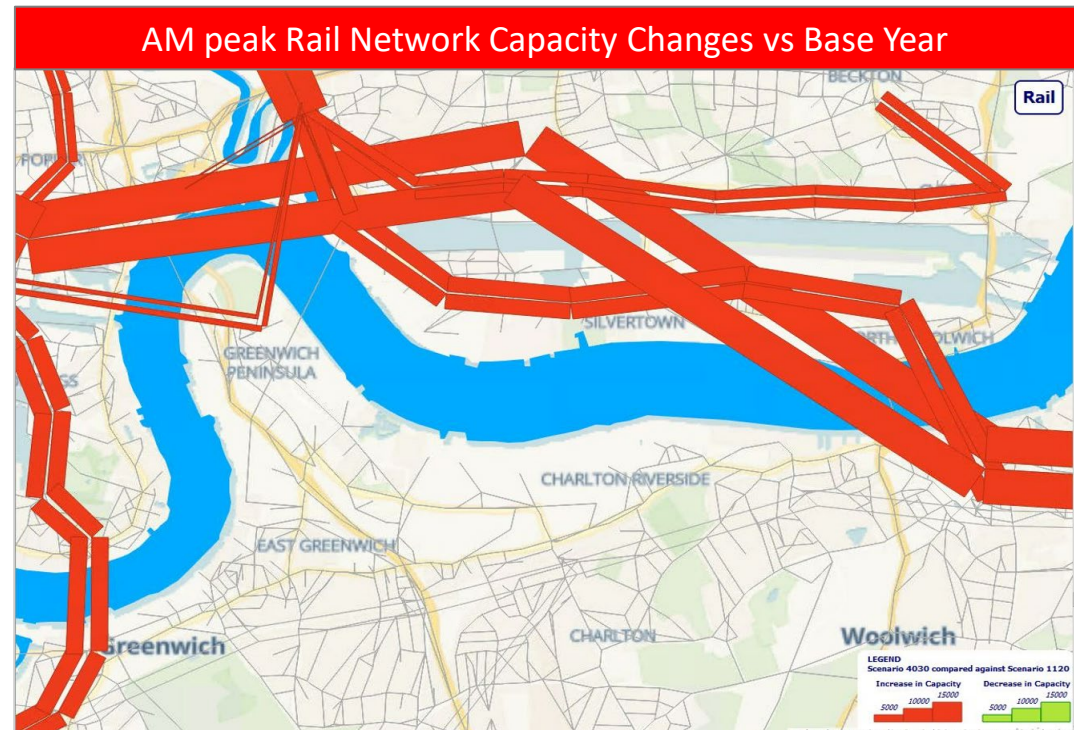 AM peak Rail Network Capacity Changes vs Base Year
BECKTON
Rail
SILVERTOWN
GREENWICH
PENINSULA
CHARLTON RIVERSIDE
EAST GREENWICH
CHARLTON
Greenwich
Woolwich
LEGEND
Scenario 4030 compared against Scenario 1120
Increase in Capacity Decrease in Capacity
5000 10000 15000 5000 10000 15000